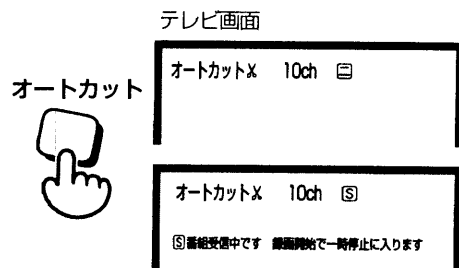 テレビ画面
オートカット
オートカット✂ 10ch 🈔
オートカット✂ 10ch 🅂
🅂番組受信中です 録画開始で一時停止に入ります